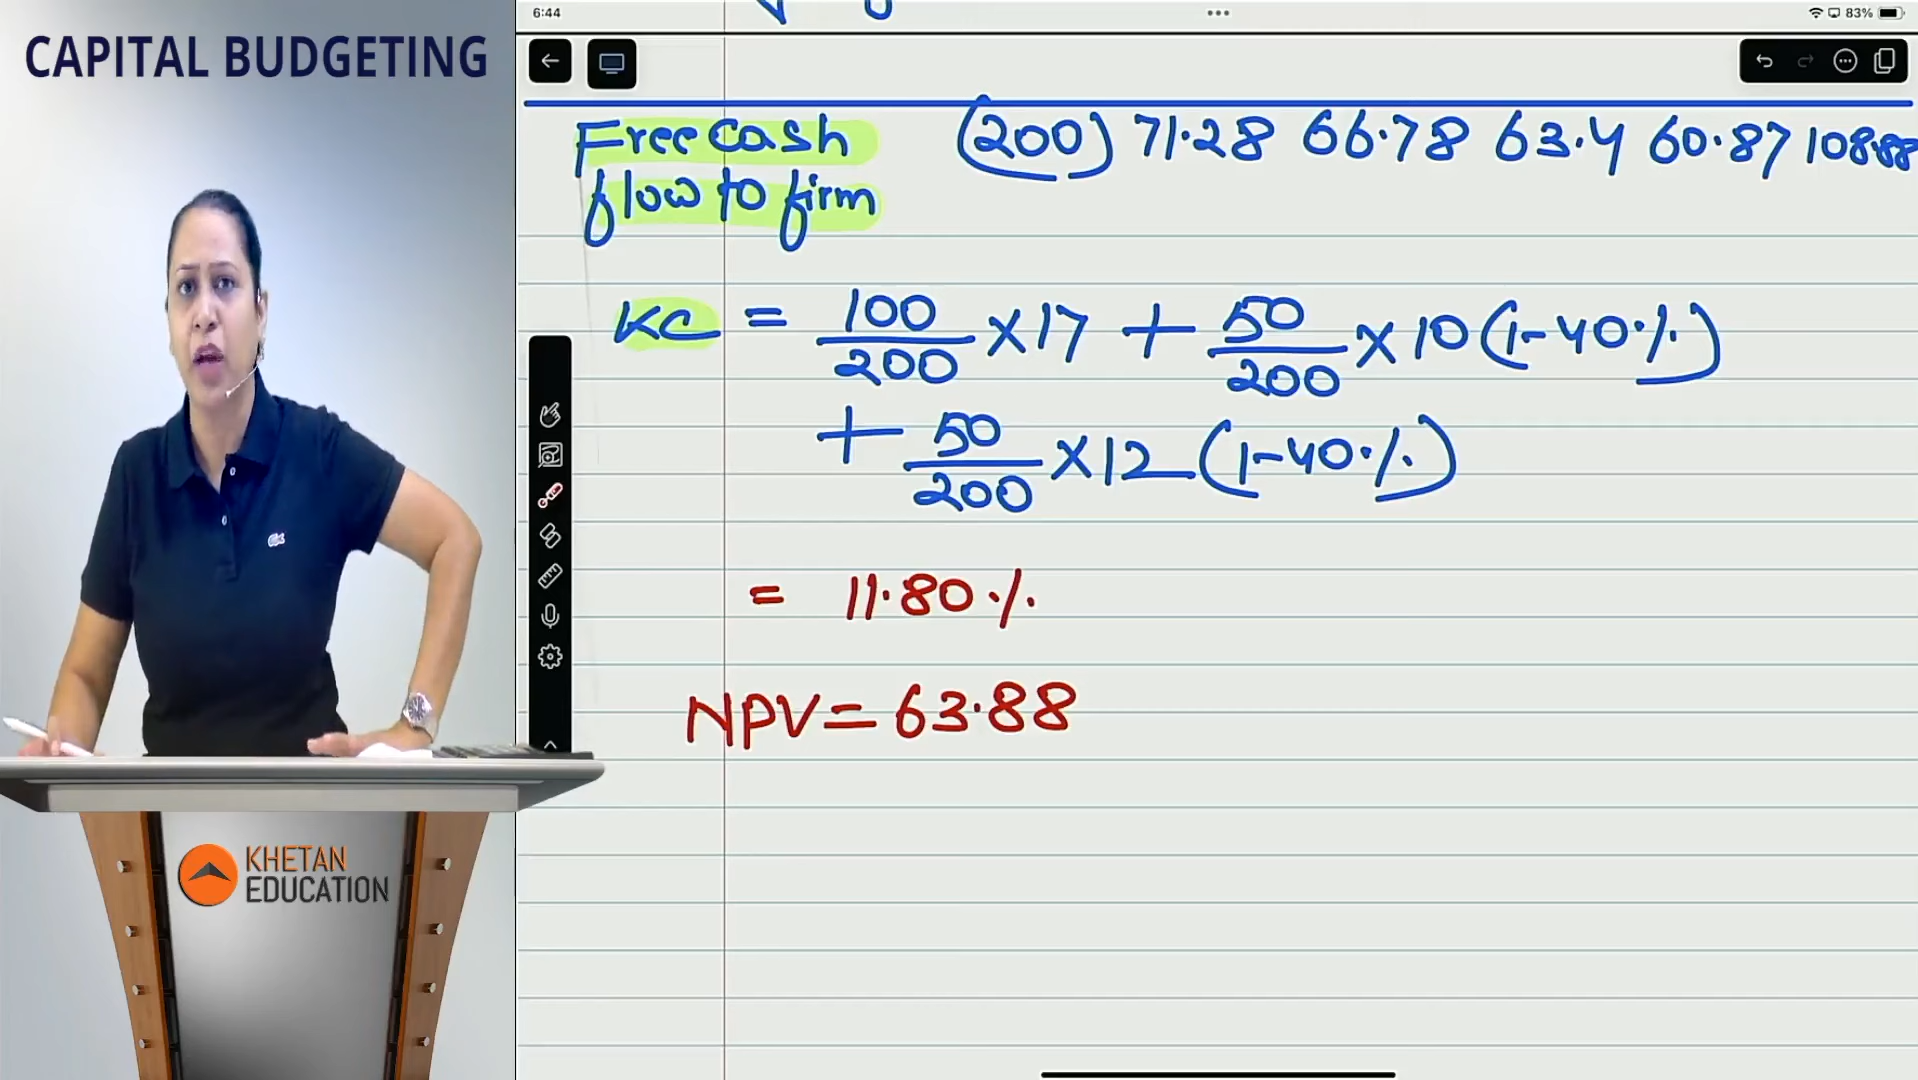 CAPITAL BUDGETING
6:44
83%
Free cash (200) 71.28 66.78 63.4 60.87 108.88
flow to firm
KC = 100/200 × 17 + 50/200 × 10 (1-40%)
+ 50/200 × 12 (1-40%)
= 11.80%
NPV = 63.88
KHETAN
EDUCATION